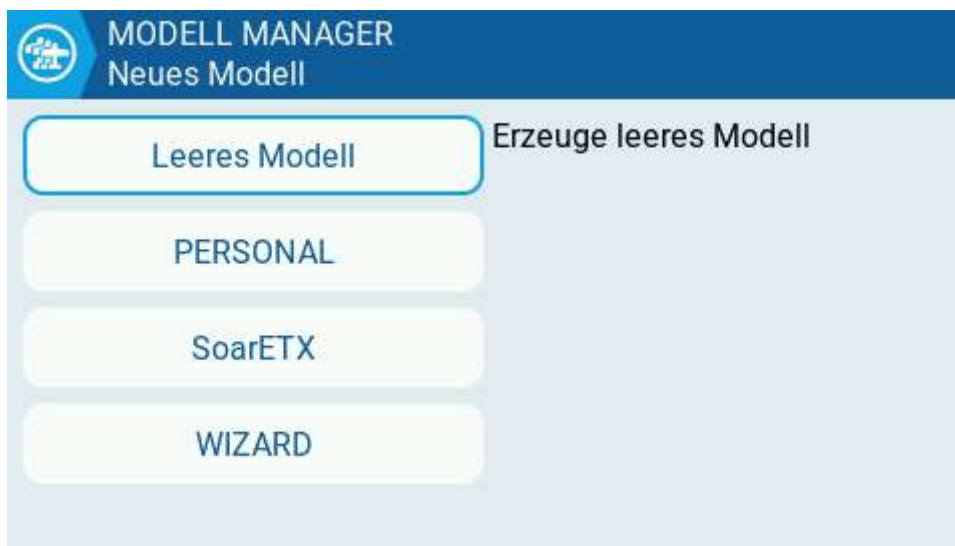 MODELL MANAGER
Neues Modell
Leeres Modell
Erzeuge leeres Modell
PERSONAL
SoarETX
WIZARD